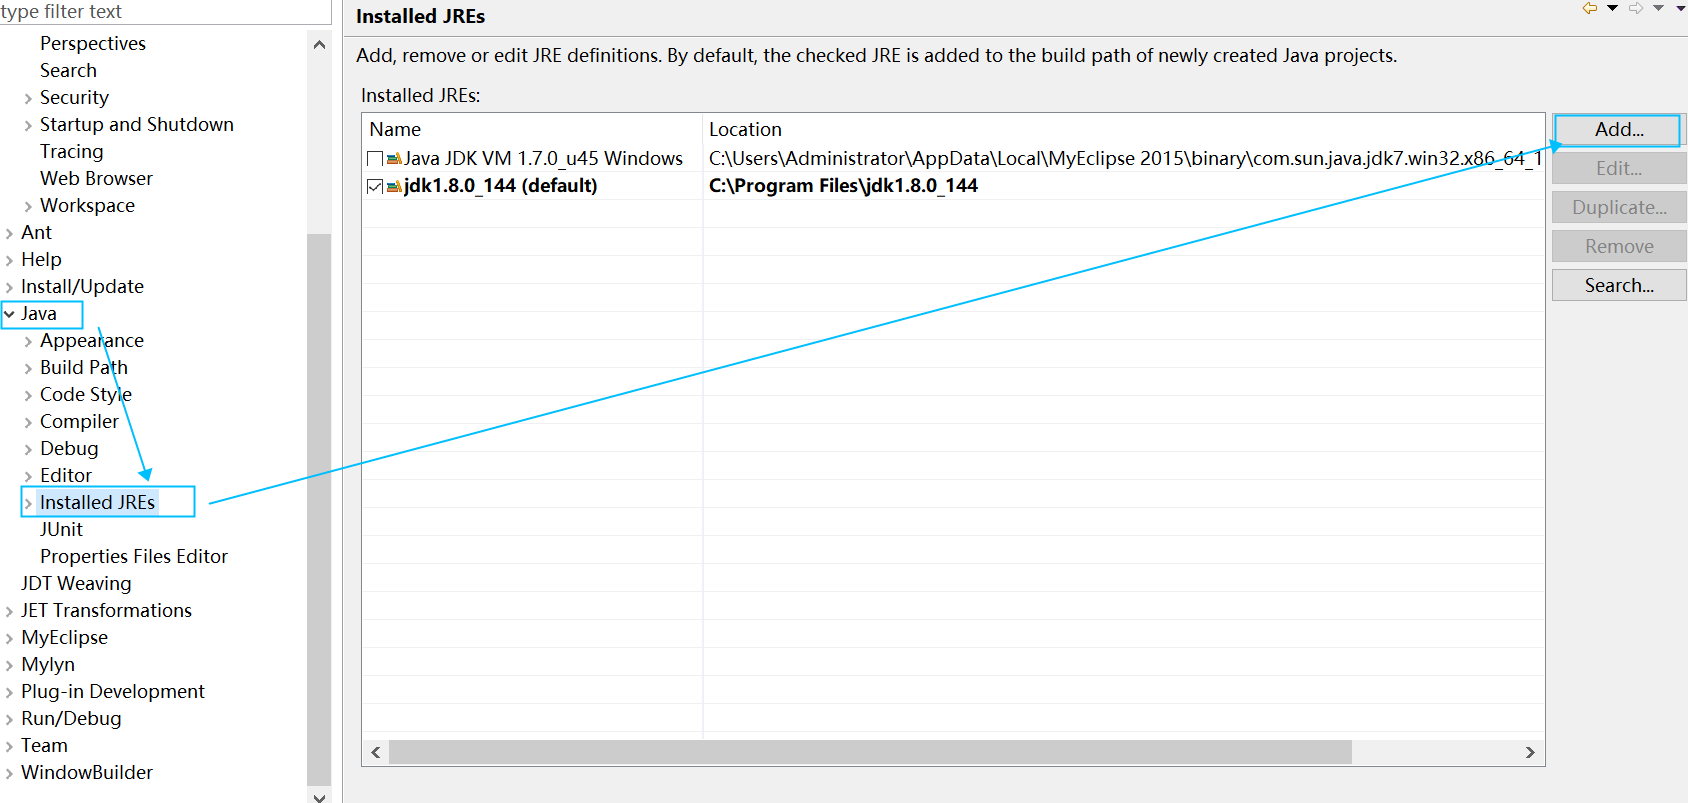 type filter text
Perspectives
Search
Security
Startup and Shutdown
Tracing
Web Browser
Workspace
Ant
Help
Install/Update
Java
Appearance
Build Path
Code Style
Compiler
Debug
Editor
Installed JREs
JUnit
Properties Files Editor
JDT Weaving
JET Transformations
MyEclipse
Mylyn
Plug-in Development
Run/Debug
Team
WindowBuilder
Installed JREs
Add, remove or edit JRE definitions. By default, the checked JRE is added to the build path of newly created Java projects.
Installed JREs:
Name Location
Java JDK VM 1.7.0_u45 Windows C:\Users\Administrator\AppData\Local\MyEclipse 2015\binary\com.sun.java.jdk7.win32.x86_64_1
jdk1.8.0_144 (default) C:\Program Files\jdk1.8.0_144
Add...
Edit...
Duplicate...
Remove
Search...